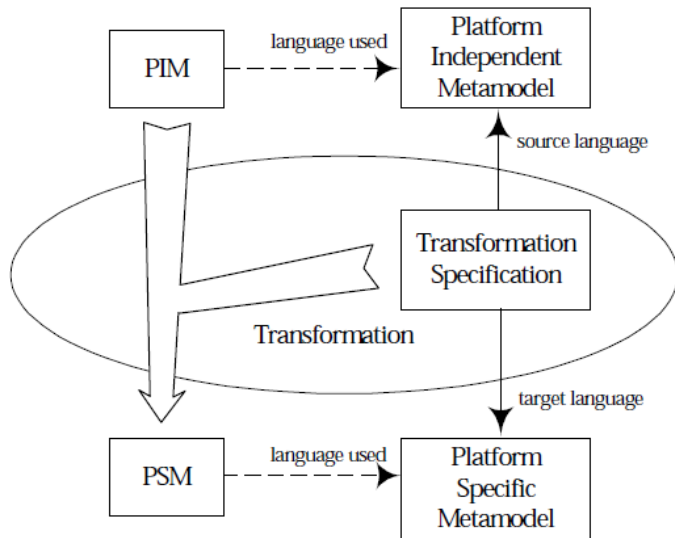 PIM
language used
Platform
Independent
Metamodel
source language
Transformation
Specification
Transformation
target language
PSM
language used
Platform
Specific
Metamodel